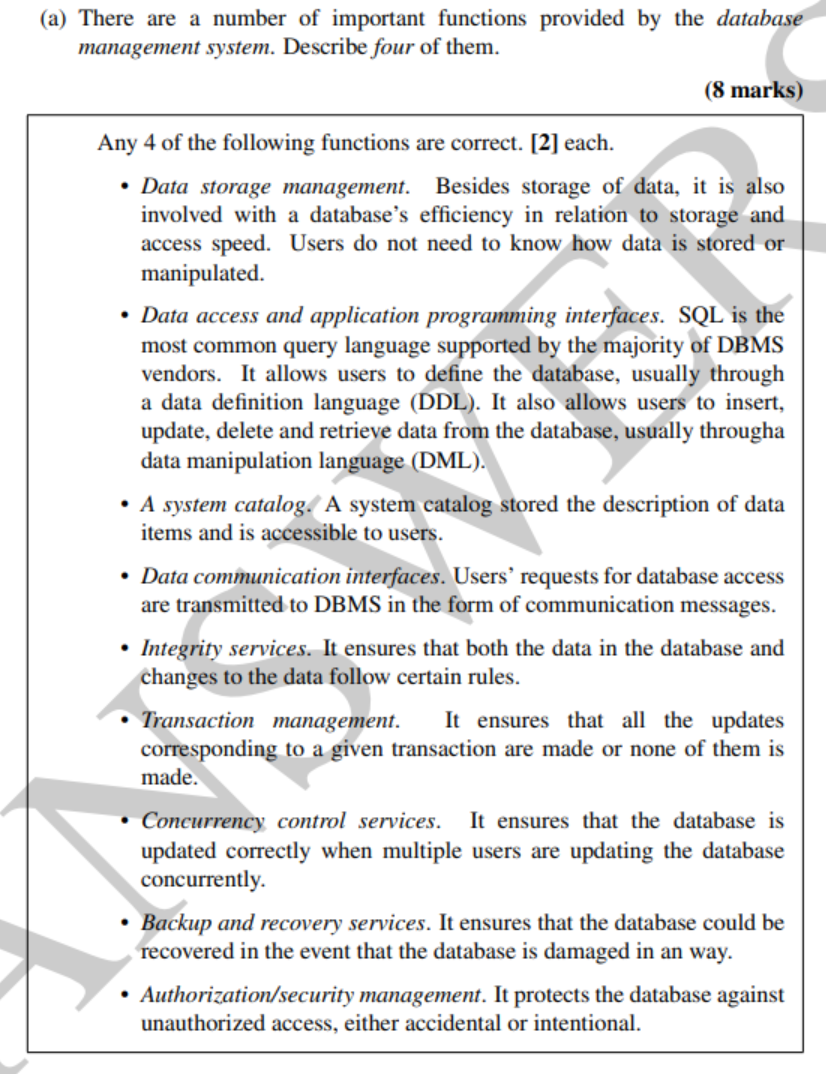 (a) There are a number of important functions provided by the database
management system. Describe four of them.
(8 marks)
Any 4 of the following functions are correct. [2] each.
• Data storage management. Besides storage of data, it is also
involved with a database's efficiency in relation to storage and
access speed. Users do not need to know how data is stored or
manipulated.
• Data access and application programming interfaces. SQL is the
most common query language supported by the majority of DBMS
vendors. It allows users to define the database, usually through
a data definition language (DDL). It also allows users to insert,
update, delete and retrieve data from the database, usually througha
data manipulation language (DML).
• A system catalog. A system catalog stored the description of data
items and is accessible to users.
• Data communication interfaces. Users' requests for database access
are transmitted to DBMS in the form of communication messages.
• Integrity services. It ensures that both the data in the database and
changes to the data follow certain rules.
• Transaction management. It ensures that all the updates
corresponding to a given transaction are made or none of them is
made.
• Concurrency control services. It ensures that the database is
updated correctly when multiple users are updating the database
concurrently.
• Backup and recovery services. It ensures that the database could be
recovered in the event that the database is damaged in an way.
• Authorization/security management. It protects the database against
unauthorized access, either accidental or intentional.
ANSWERS